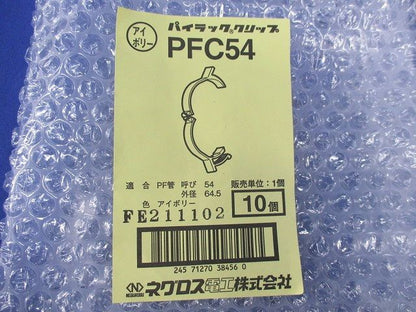 アイ
ボリー
パイラッククリップ
PFC54
適合 PF管 呼び 54
外径 64.5
色 アイボリー
販売単位:1個
FE211102
10個
245 71270 38456 0
ネグロス電工株式会社